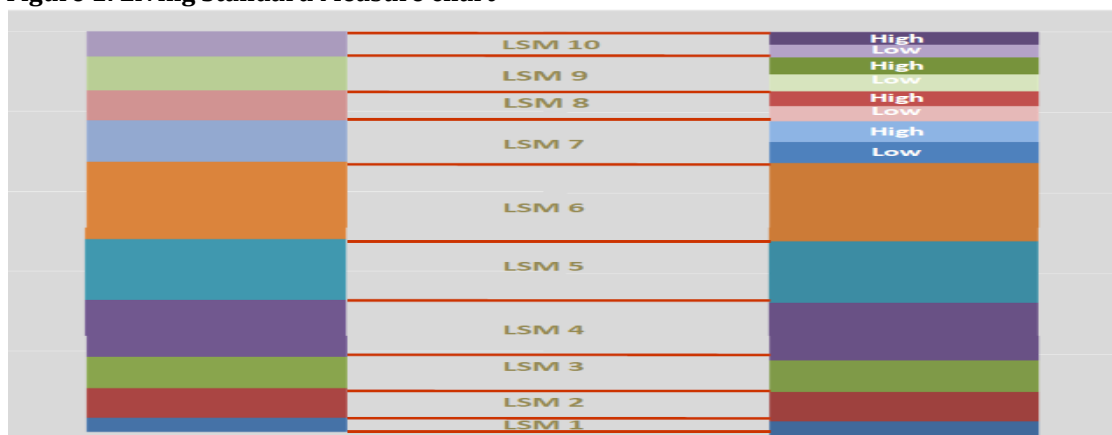 LSM 10
High
Low
LSM 9
High
Low
LSM 8
High
Low
LSM 7
High
Low
LSM 6
LSM 5
LSM 4
LSM 3
LSM 2
LSM 1